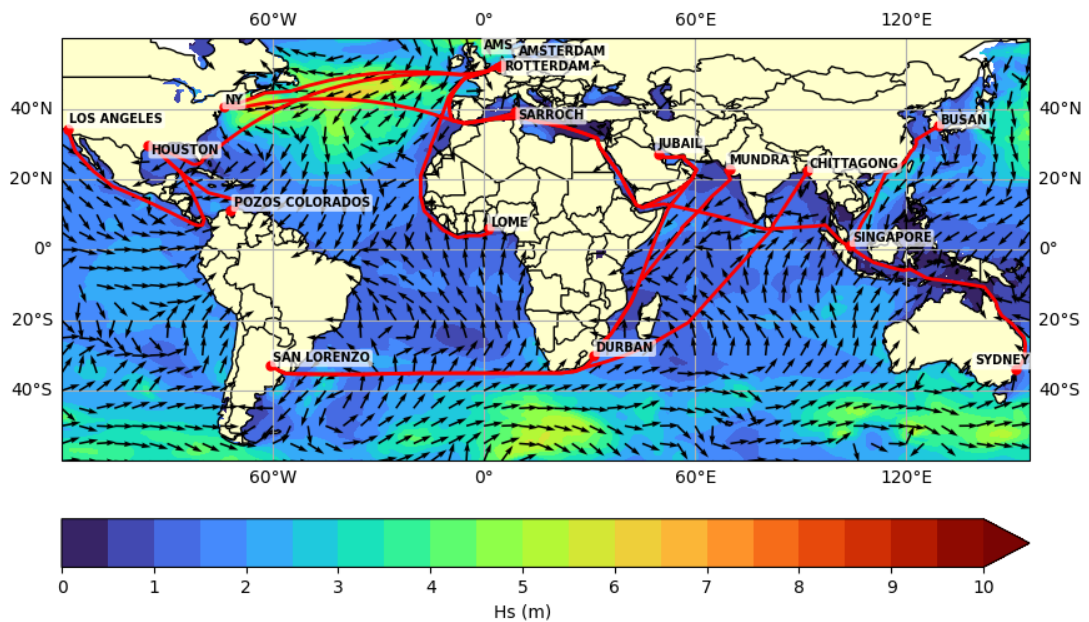 60°W 0° 60°E 120°E
AMS
AMSTERDAM
ROTTERDAM
NY
40°N 40°N
LOS ANGELES
SARROCH
BUSAN
HOUSTON
JUBAIL
MUNDRA
CHITTAGONG
20°N 20°N
POZOS COLORADOS
LOME
SINGAPORE
0° 0°
20°S 20°S
DURBAN
SAN LORENZO
SYDNEY
40°S 40°S
60°W 0° 60°E 120°E
0 1 2 3 4 5 6 7 8 9 10
Hs (m)